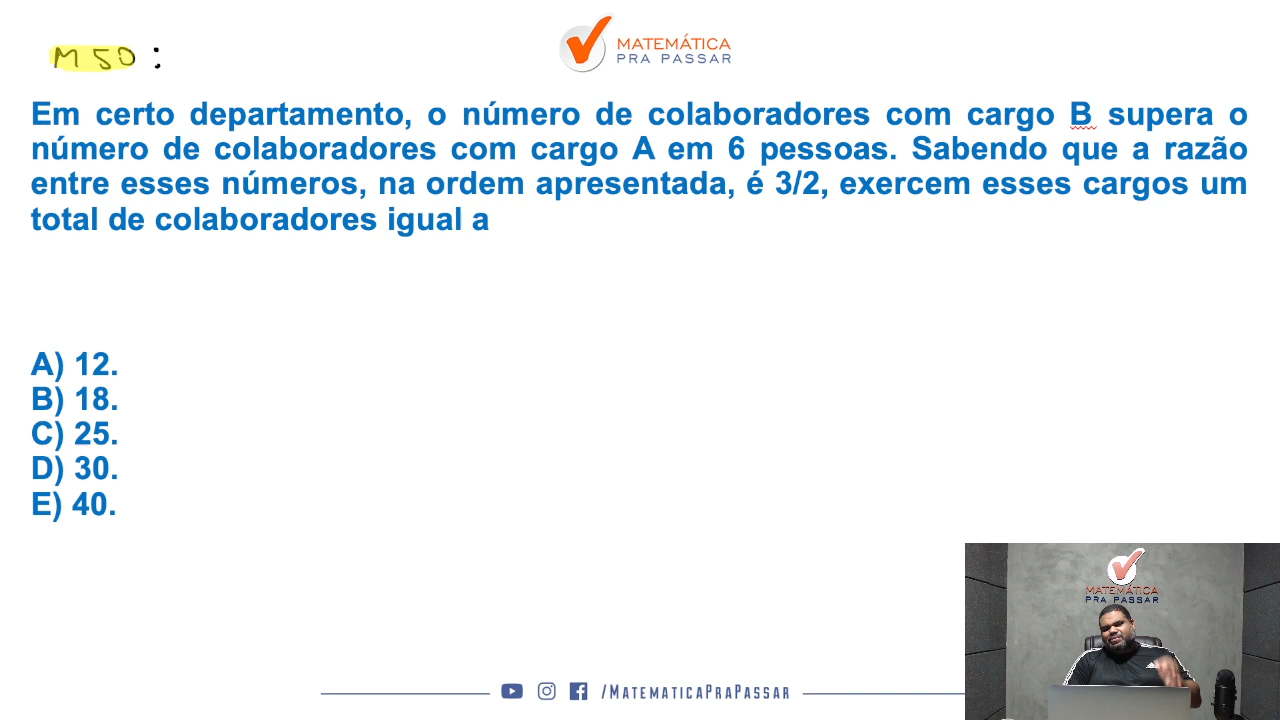 M 50 :
MATEMÁTICA
PRA PASSAR
Em certo departamento, o número de colaboradores com cargo B supera o
número de colaboradores com cargo A em 6 pessoas. Sabendo que a razão
entre esses números, na ordem apresentada, é 3/2, exercem esses cargos um
total de colaboradores igual a
A) 12.
B) 18.
C) 25.
D) 30.
E) 40.
MATEMÁTICA
PRA PASSAR
/MATEMATICAPRAPASSAR